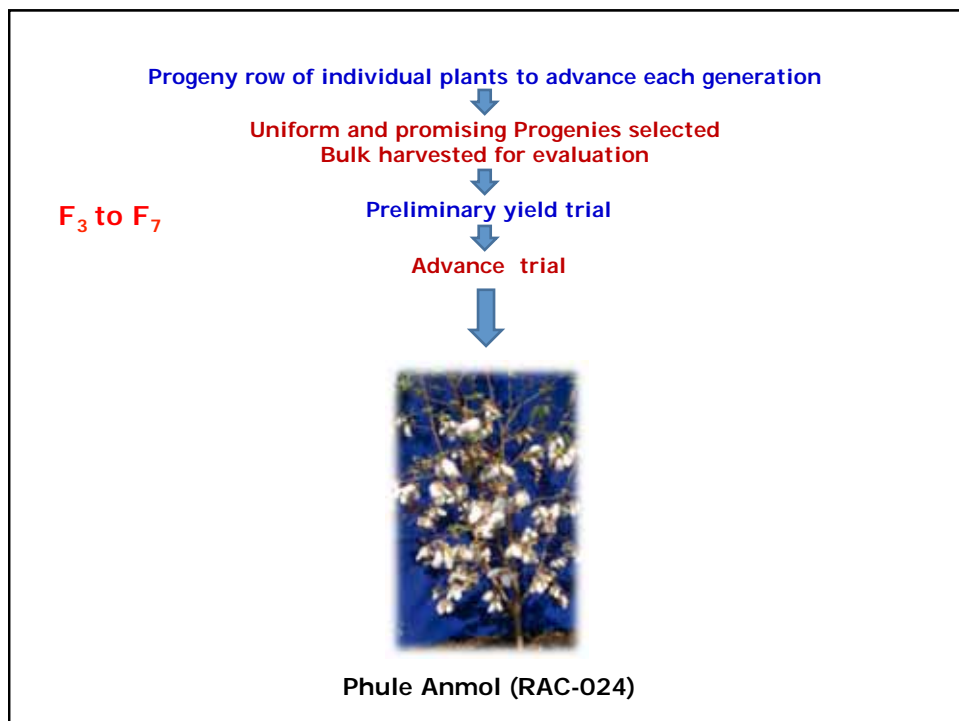 Progeny row of individual plants to advance each generation
Uniform and promising Progenies selected
Bulk harvested for evaluation
F₃ to F₇
Preliminary yield trial
Advance trial
Phule Anmol (RAC-024)